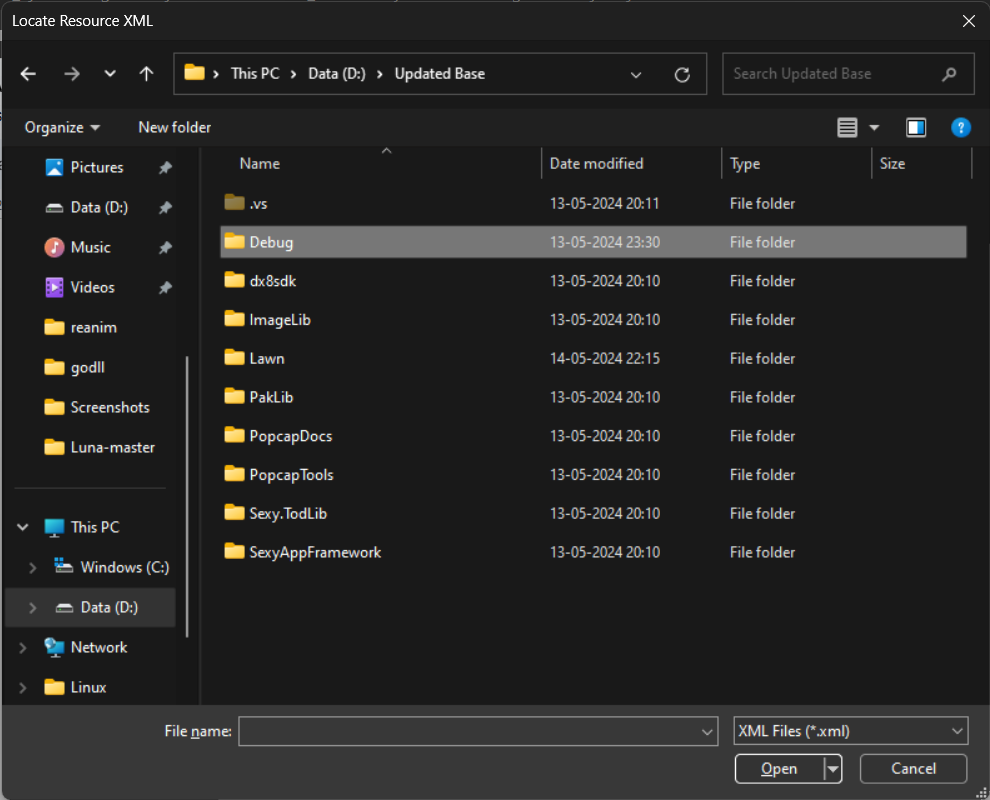 Locate Resource XML
This PC Data (D:) Updated Base
Search Updated Base
Organize New folder
?
Name Date modified Type Size
Pictures
Data (D:)
Music
Videos
reanim
godll
Screenshots
Luna-master
This PC
Windows (C:)
Data (D:)
Network
Linux
.vs 13-05-2024 20:11 File folder
Debug 13-05-2024 23:30 File folder
dx8sdk 13-05-2024 20:10 File folder
ImageLib 13-05-2024 20:10 File folder
Lawn 14-05-2024 22:15 File folder
PakLib 13-05-2024 20:10 File folder
PopcapDocs 13-05-2024 20:10 File folder
PopcapTools 13-05-2024 20:10 File folder
Sexy.TodLib 13-05-2024 20:10 File folder
SexyAppFramework 13-05-2024 20:10 File folder
File name: XML Files (*.xml)
Open Cancel